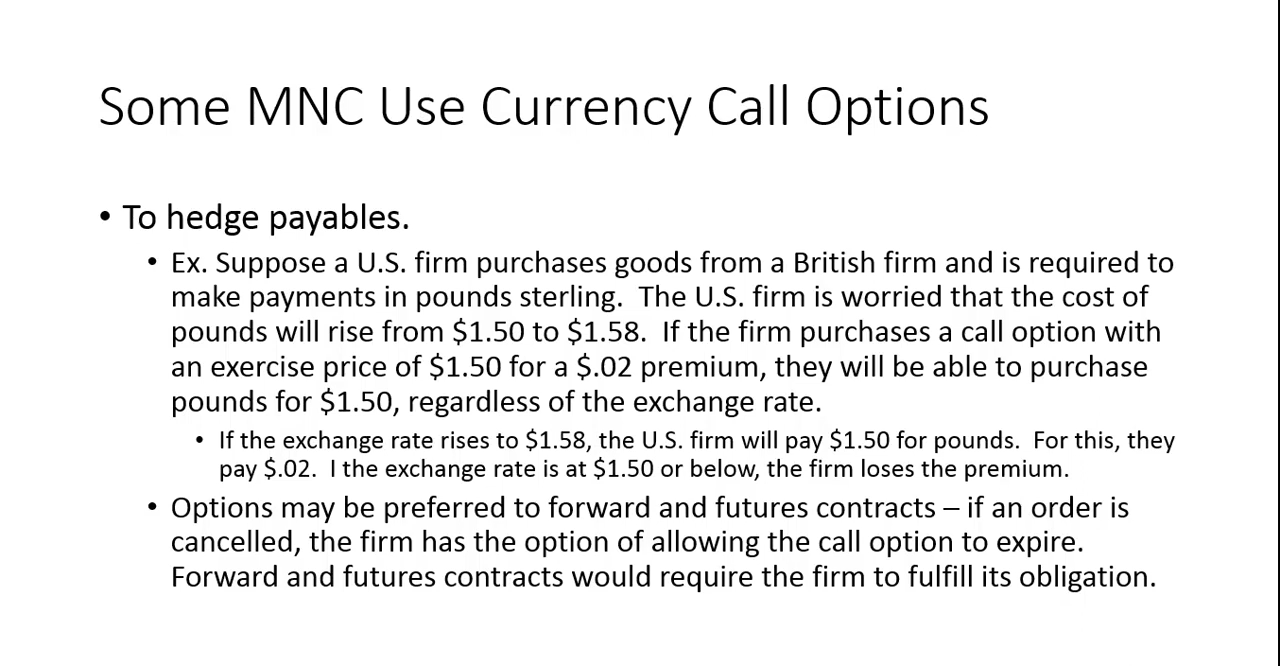 Some MNC Use Currency Call Options
• To hedge payables.
• Ex. Suppose a U.S. firm purchases goods from a British firm and is required to
make payments in pounds sterling.  The U.S. firm is worried that the cost of
pounds will rise from $1.50 to $1.58.  If the firm purchases a call option with
an exercise price of $1.50 for a $.02 premium, they will be able to purchase
pounds for $1.50, regardless of the exchange rate.
• If the exchange rate rises to $1.58, the U.S. firm will pay $1.50 for pounds.  For this, they
pay $.02.  I the exchange rate is at $1.50 or below, the firm loses the premium.
• Options may be preferred to forward and futures contracts – if an order is
cancelled, the firm has the option of allowing the call option to expire.
Forward and futures contracts would require the firm to fulfill its obligation.